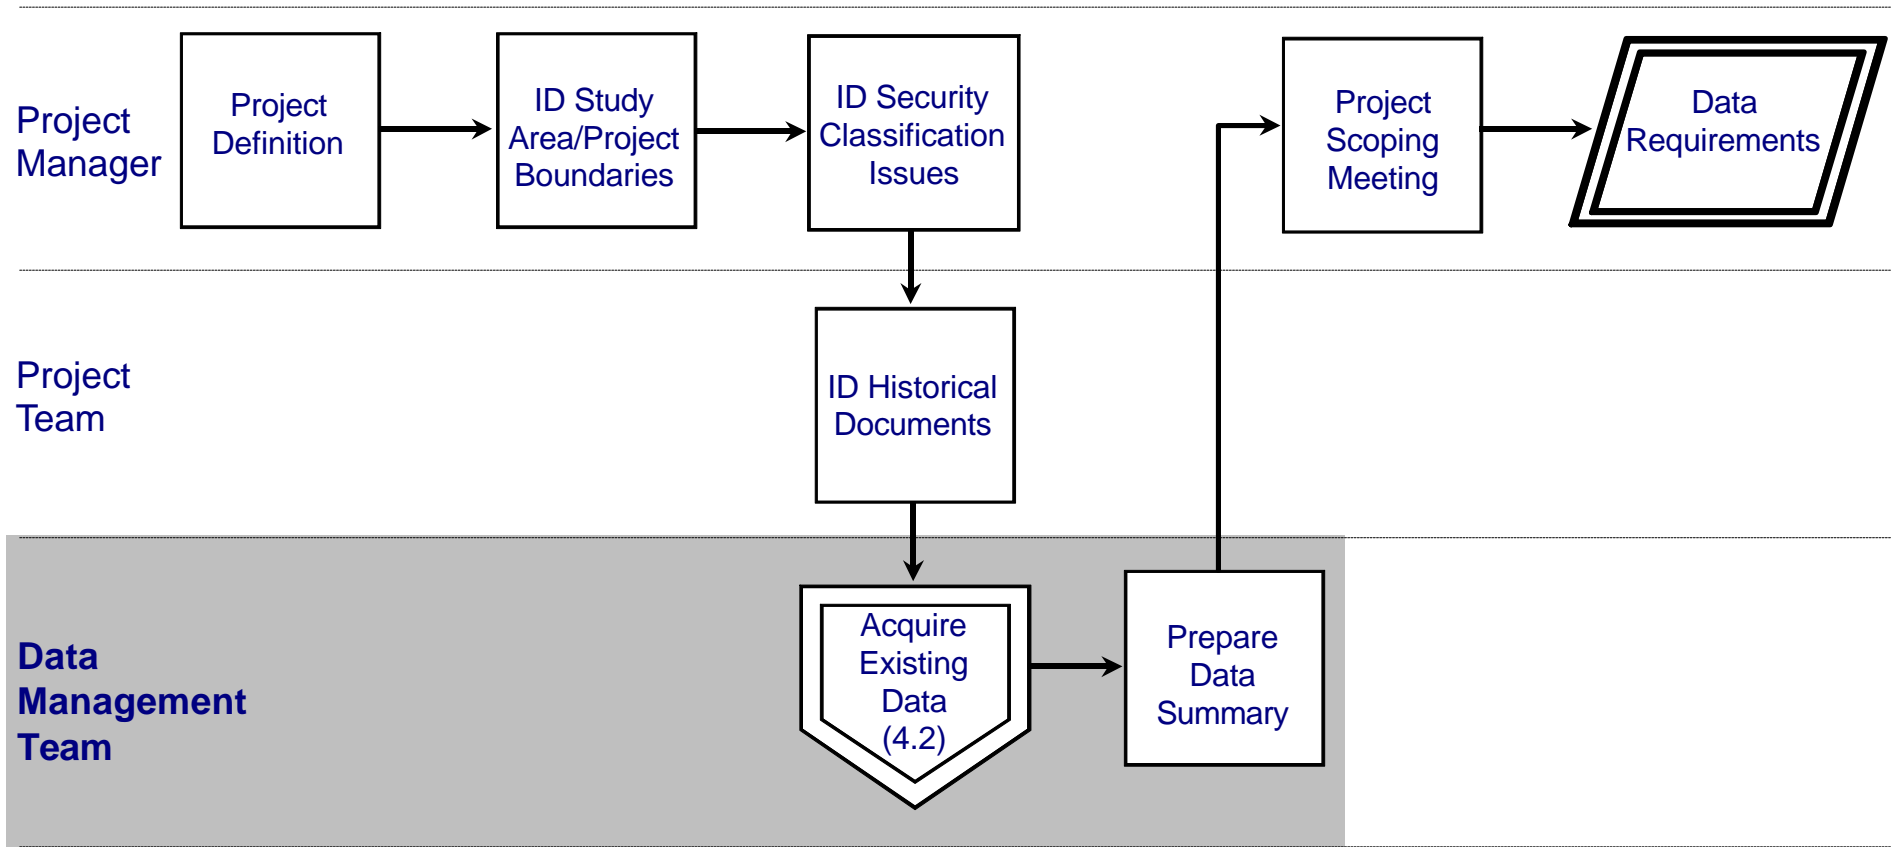 Project
Manager
Project
Definition
ID Study
Area/Project
Boundaries
ID Security
Classification
Issues
Project
Scoping
Meeting
Data
Requirements
Project
Team
ID Historical
Documents
Data
Management
Team
Acquire
Existing
Data
(4.2)
Prepare
Data
Summary